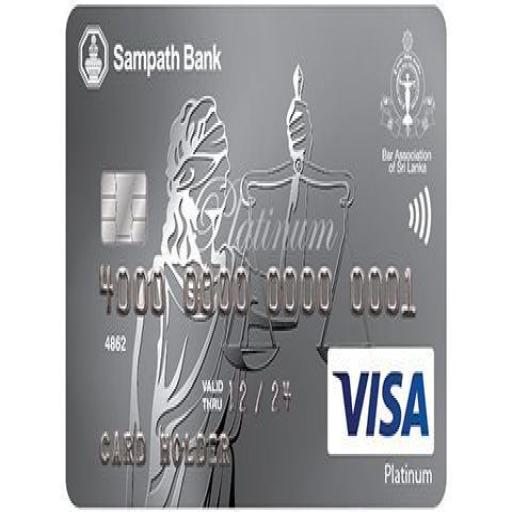 Sampath Bank
Bar Association
of Sri Lanka
Platinum
4000 0000 0000 0001
4862
VALID
THRU 12/24
CARD HOLDER
VISA
Platinum